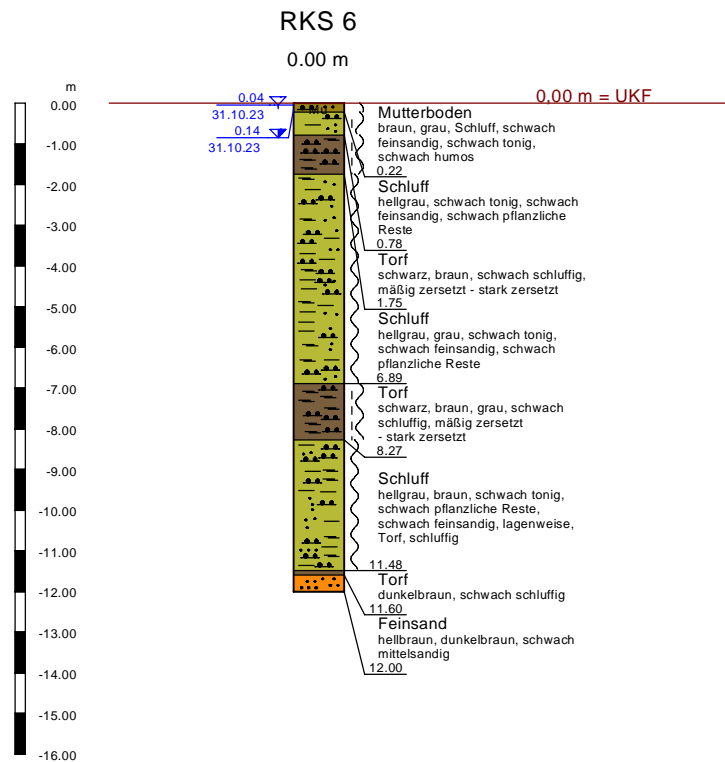 RKS 6
0.00 m
m
0,00 m = UKF
0.04
31.10.23
0.14
31.10.23
0.00
-1.00
-2.00
-3.00
-4.00
-5.00
-6.00
-7.00
-8.00
-9.00
-10.00
-11.00
-12.00
-13.00
-14.00
-15.00
-16.00
Mu
Mutterboden
braun, grau, Schluff, schwach
feinsandig, schwach tonig,
schwach humos
0.22
Schluff
hellgrau, schwach tonig, schwach
feinsandig, schwach pflanzliche
Reste
0.78
Torf
schwarz, braun, schwach schluffig,
mäßig zersetzt - stark zersetzt
1.75
Schluff
hellgrau, grau, schwach tonig,
schwach feinsandig, schwach
pflanzliche Reste
6.89
Torf
schwarz, braun, grau, schwach
schluffig, mäßig zersetzt
- stark zersetzt
8.27
Schluff
hellgrau, braun, schwach tonig,
schwach pflanzliche Reste,
schwach feinsandig, lagenweise,
Torf, schluffig
11.48
Torf
dunkelbraun, schwach schluffig
11.60
Feinsand
hellbraun, dunkelbraun, schwach
mittelsandig
12.00